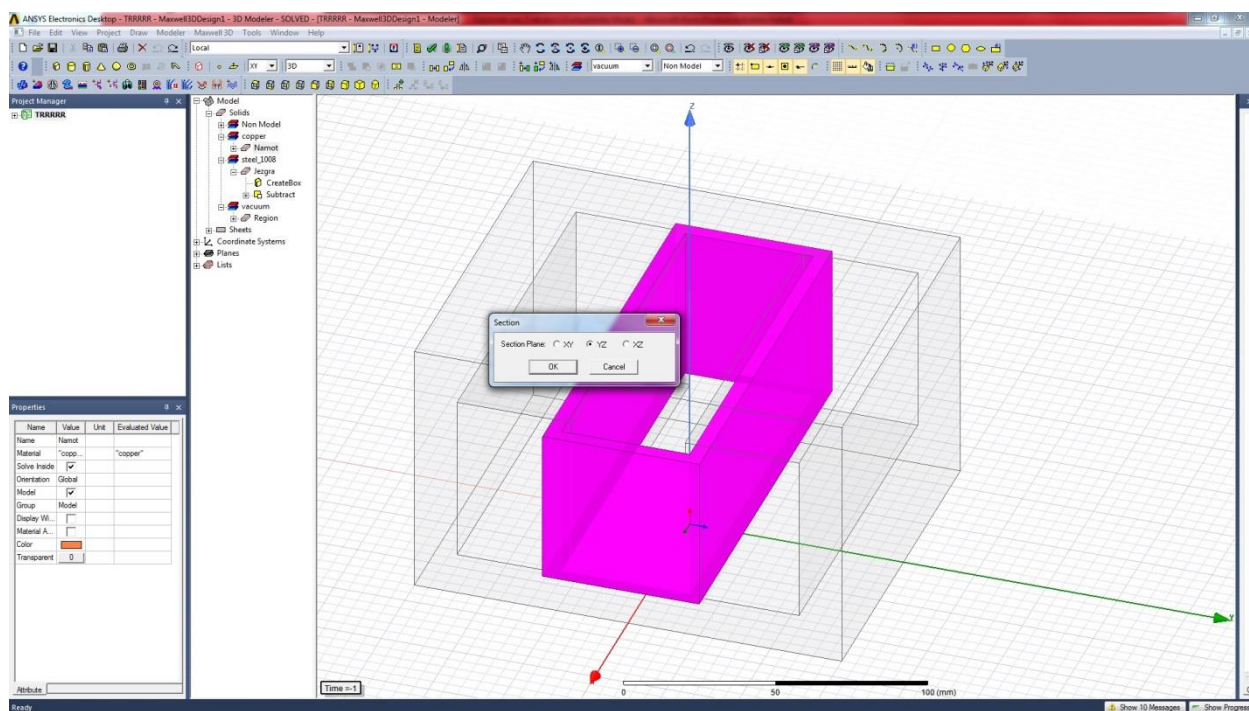 ANSYS Electronics Desktop - TRRRRR - Maxwell3DDesign1 - 3D Modeler - SOLVED - [TRRRRR - Maxwell3DDesign1 - Modeler]
File Edit View Project Draw Modeler Maxwell 3D Tools Window Help
Local
XY 3D vacuum Non Model
Project Manager
TRRRRR
Model
Solids
Non Model
copper
Namot
steel_1008
Jezgra
CreateBox
Subtract
vacuum
Region
Sheets
Coordinate Systems
Planes
Lists
Z
Section
Section Plane: XY YZ XZ
OK Cancel
Properties
Name Value Unit Evaluated Value
Name Namot
Material "copp... "copper"
Solve Inside
Orientation Global
Model
Group Model
Display Wi...
Material A...
Color
Transparent 0
Attribute
Y
Time =-1
0 50 100 (mm)
Ready
Show 10 Messages Show Progress